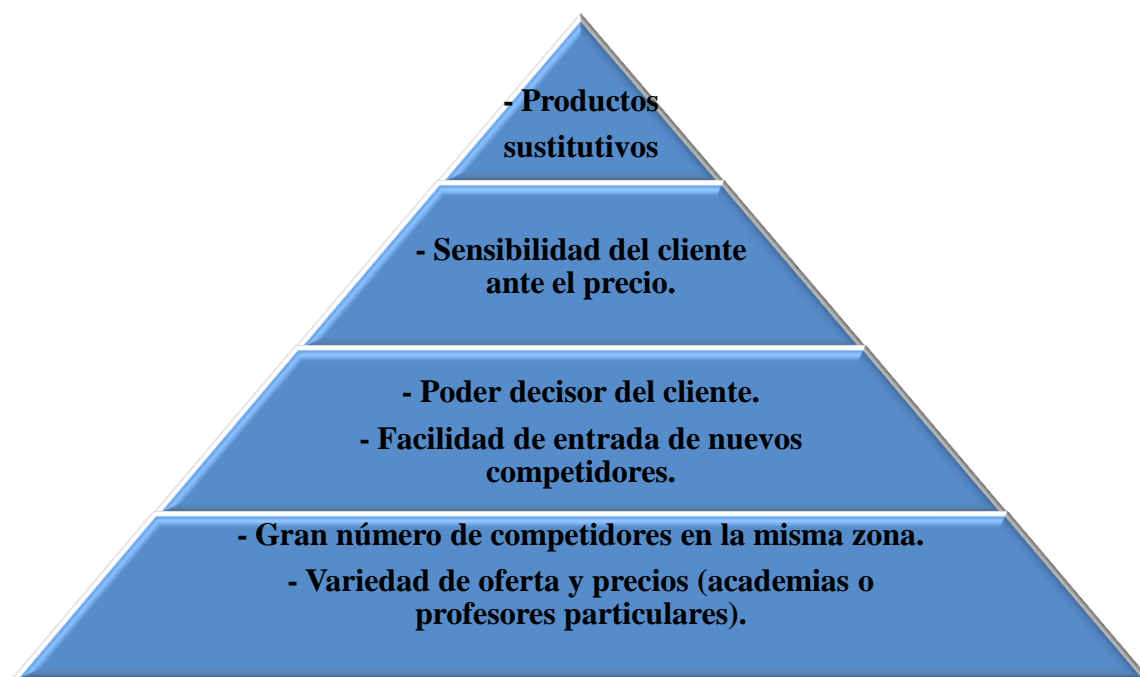 - Productos
sustitutivos
- Sensibilidad del cliente
ante el precio.
- Poder decisor del cliente.
- Facilidad de entrada de nuevos
competidores.
- Gran número de competidores en la misma zona.
- Variedad de oferta y precios (academias o
profesores particulares).